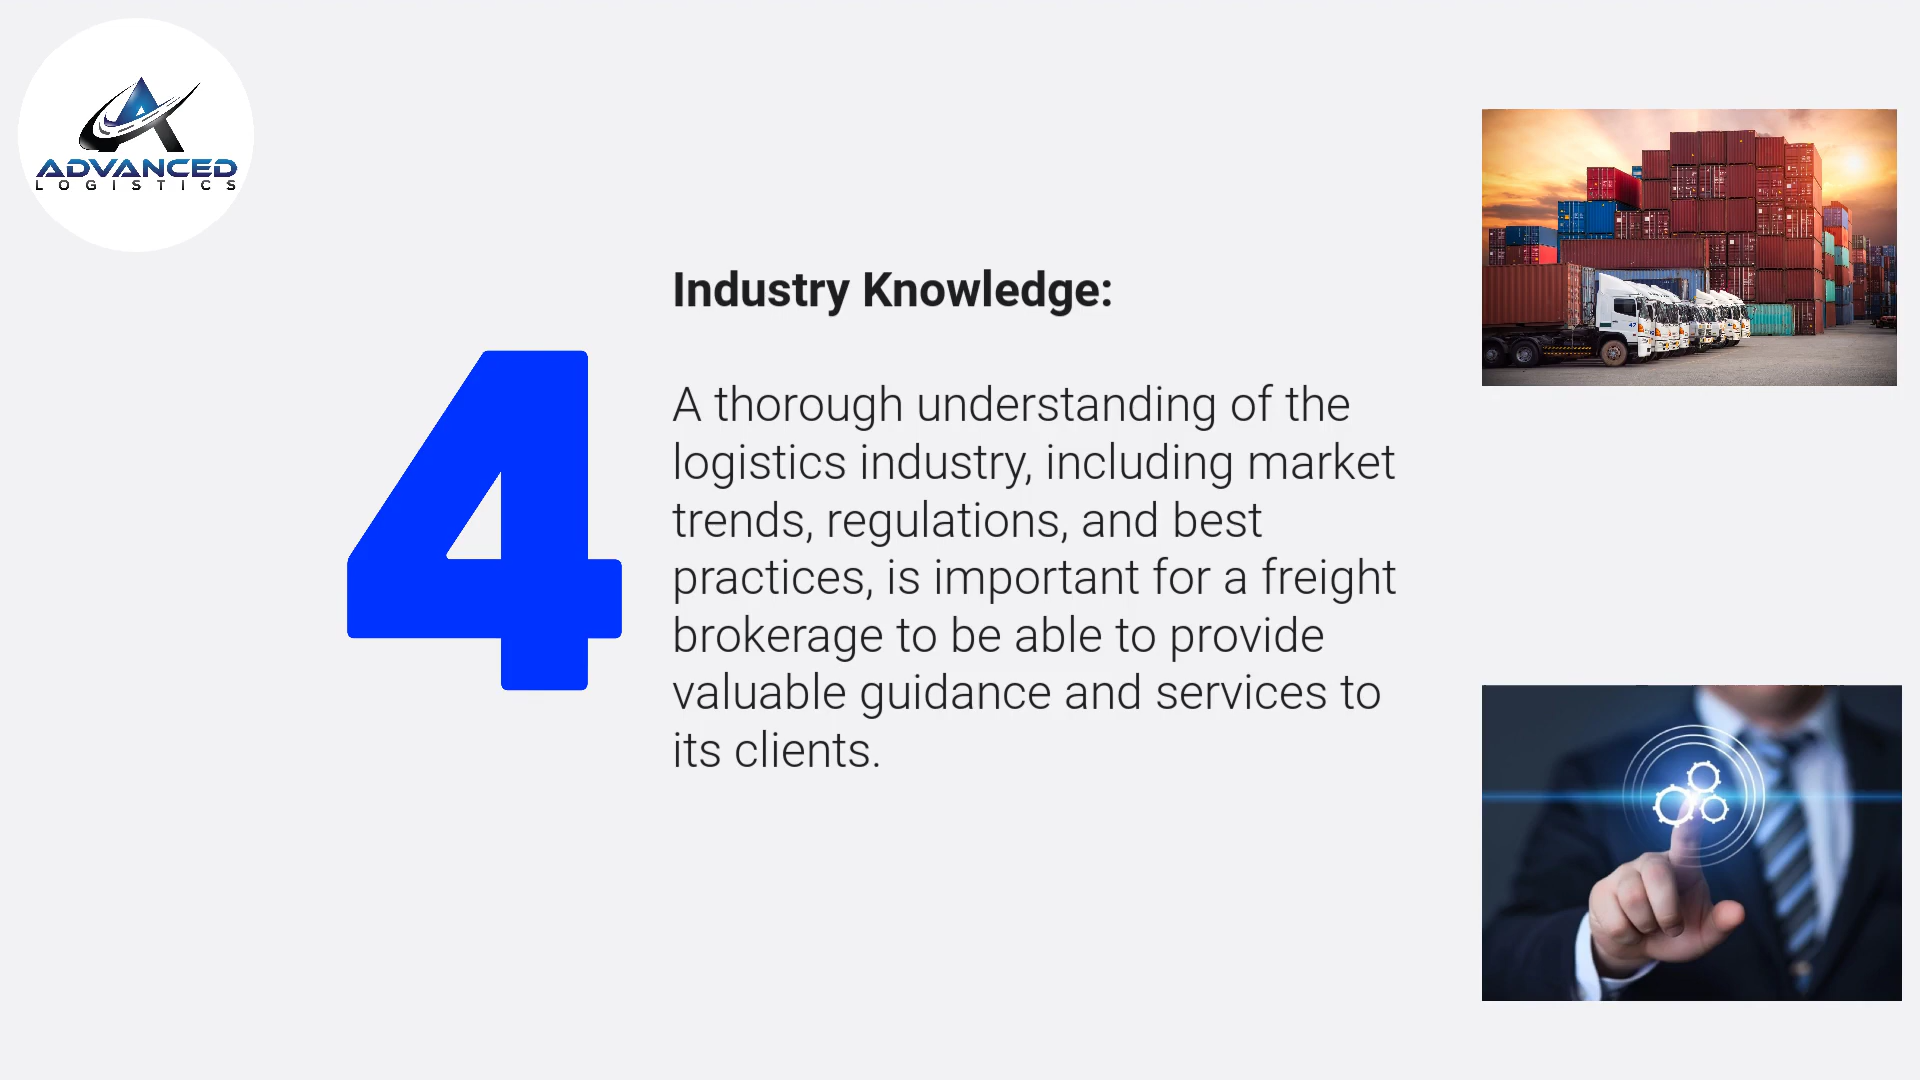 ADVANCED
LOGISTICS
Industry Knowledge:
4
A thorough understanding of the
logistics industry, including market
trends, regulations, and best
practices, is important for a freight
brokerage to be able to provide
valuable guidance and services to
its clients.
47